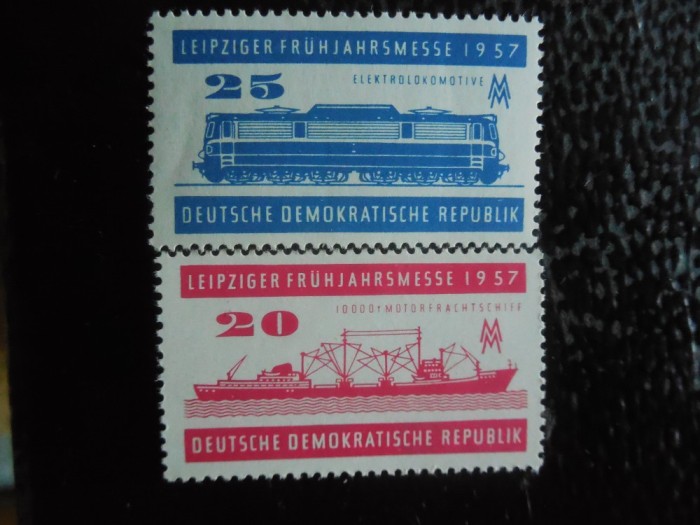 LEIPZIGER FRÜHJAHRSMESSE 1957
25
ELEKTROLOKOMOTIVE MM
DEUTSCHE DEMOKRATISCHE REPUBLIK
LEIPZIGER FRÜHJAHRSMESSE 1957
10000t MOTORFRACHTSCHIFF
20 MM
DEUTSCHE DEMOKRATISCHE REPUBLIK